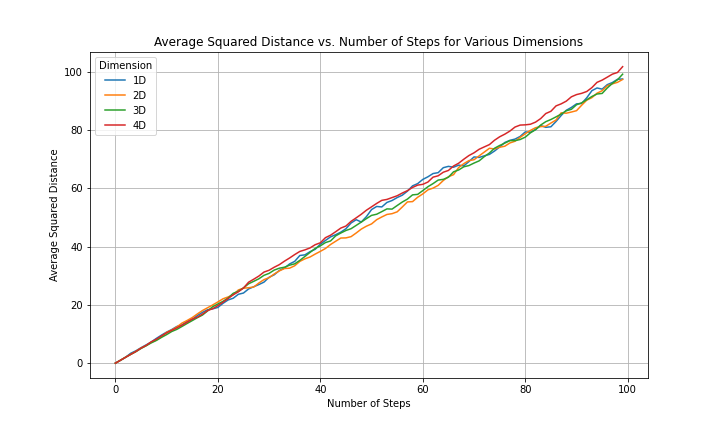 Average Squared Distance vs. Number of Steps for Various Dimensions
Dimension
1D
2D
3D
4D
Average Squared Distance
100
80
60
40
20
0
0 20 40 60 80 100
Number of Steps